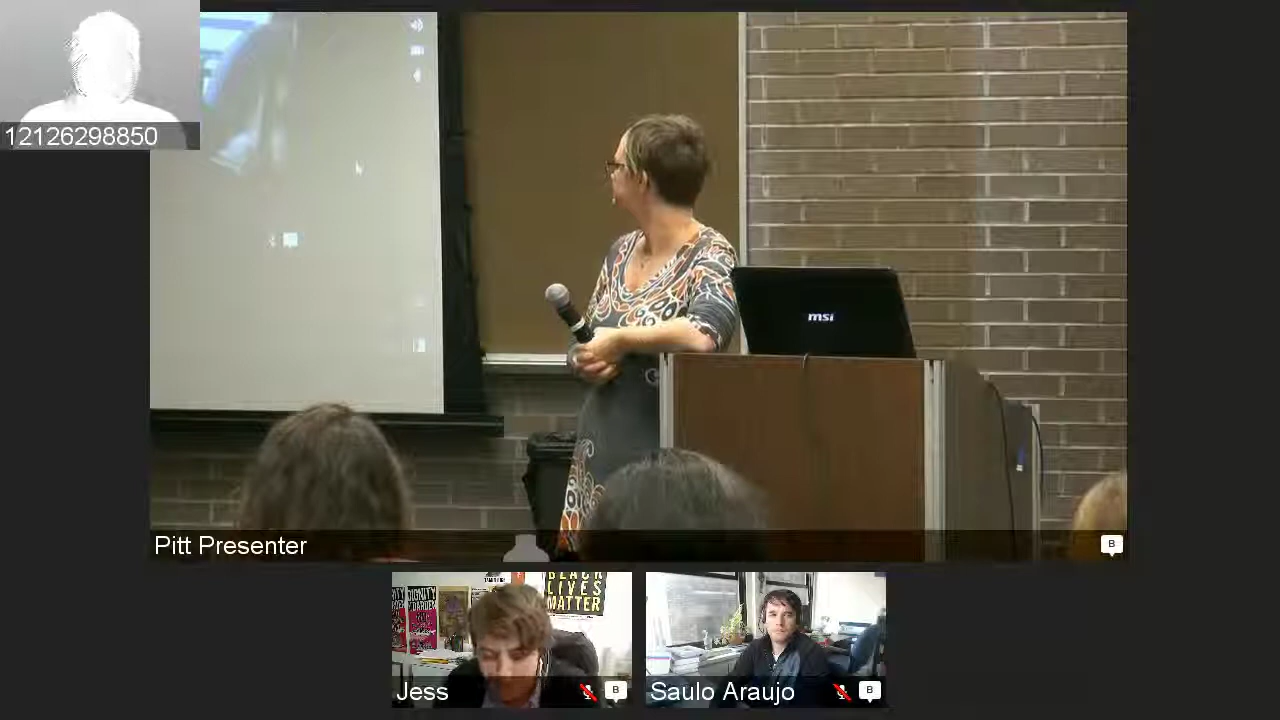 12126298850
msi
Pitt Presenter
B
BLACK
LIVES
MATTER
DIGNITY
Jess
B
Saulo Araujo
B